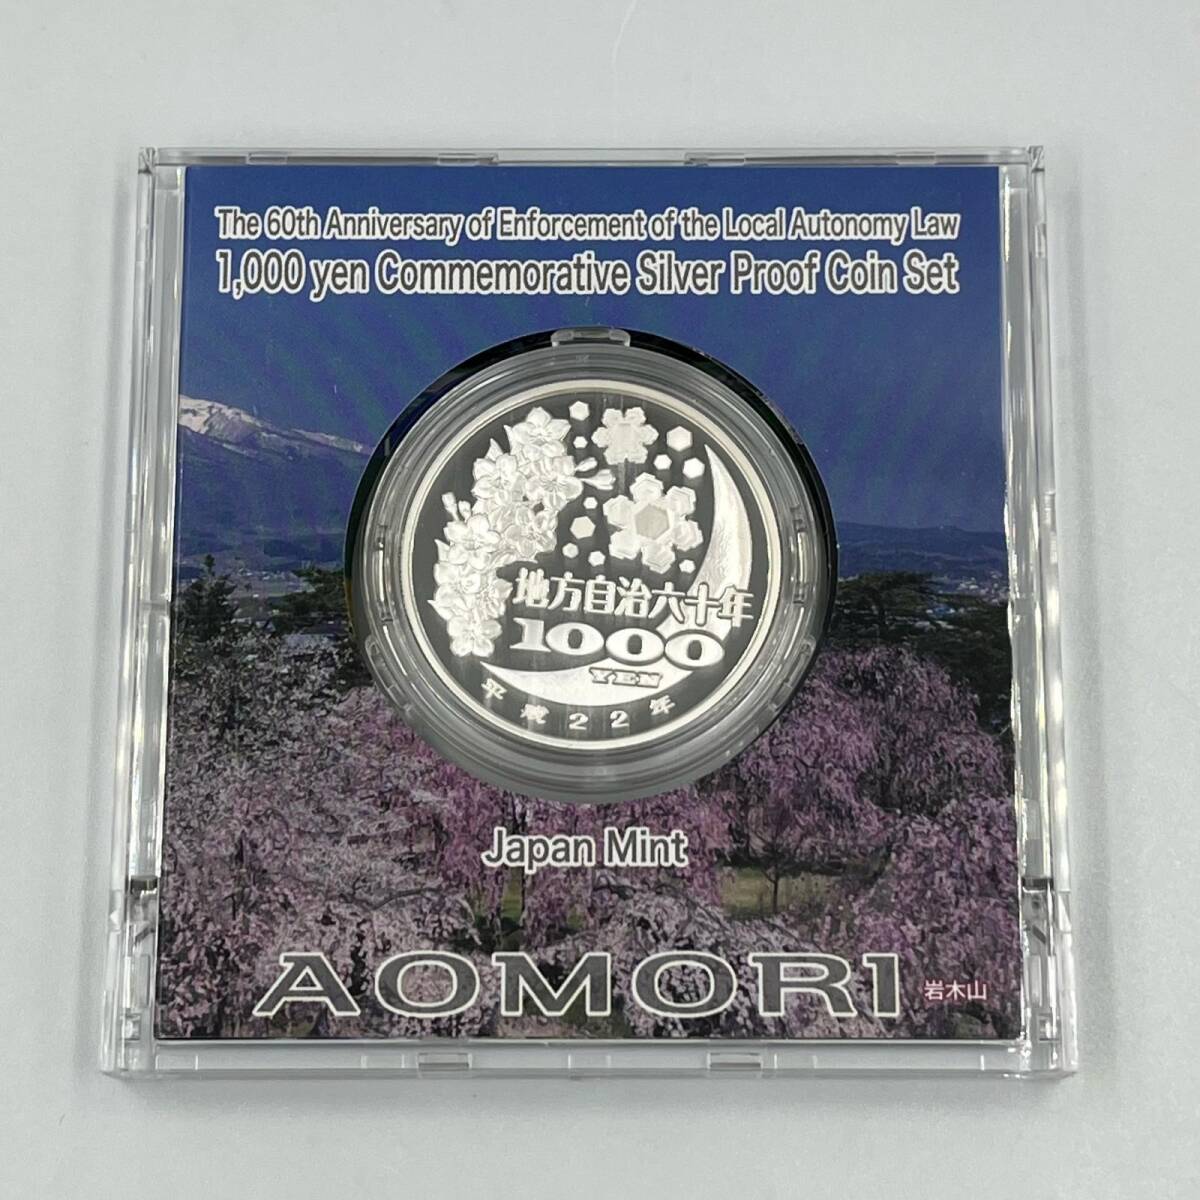 The 60th Anniversary of Enforcement of the Local Autonomy Law
1,000 yen Commemorative Silver Proof Coin Set
地方自治六十年
1000
YEN
平成22年
Japan Mint
AOMORI
岩木山